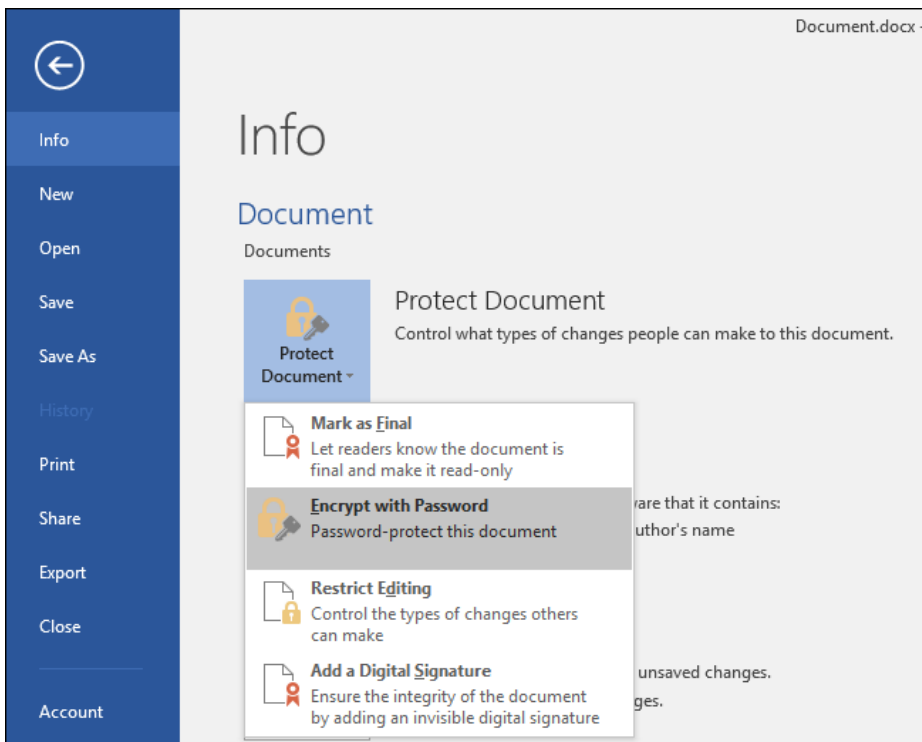 Document.docx -
Info
New
Open
Save
Save As
History
Print
Share
Export
Close
Account
Info
Document
Documents
Protect
Document
Protect Document
Control what types of changes people can make to this document.
Mark as Final
Let readers know the document is
final and make it read-only
Encrypt with Password
Password-protect this document
Restrict Editing
Control the types of changes others
can make
Add a Digital Signature
Ensure the integrity of the document
by adding an invisible digital signature
that it contains:
name
unsaved changes.